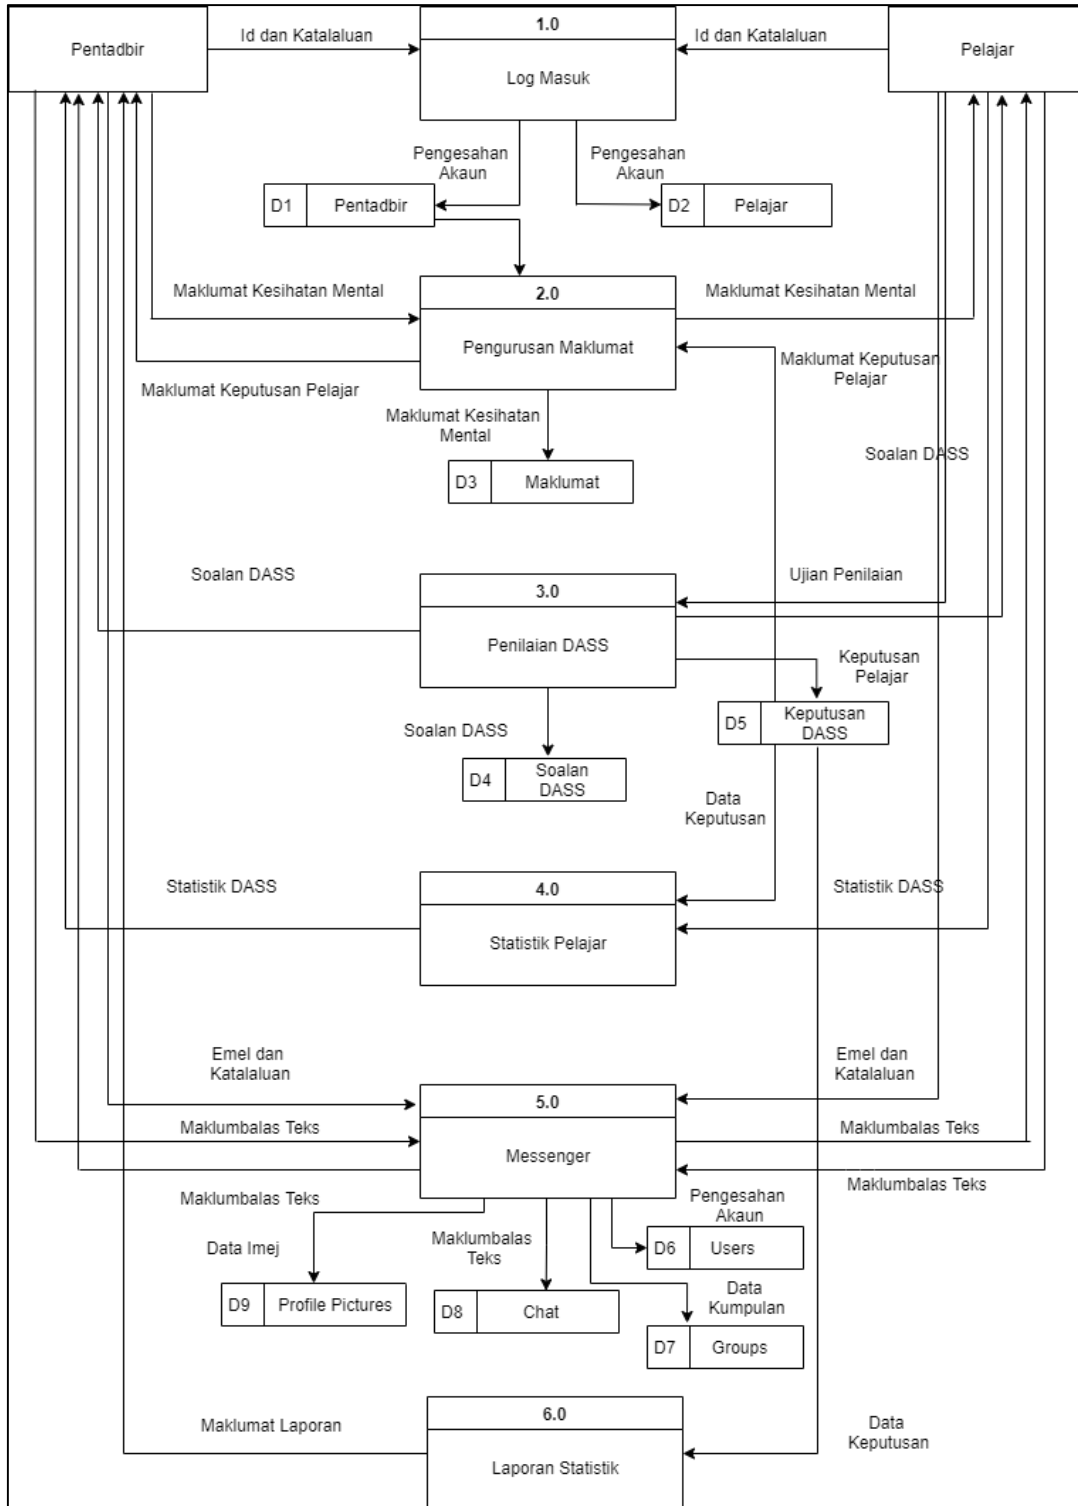 Pentadbir
Id dan Katalaluan
1.0
Log Masuk
Id dan Katalaluan
Pelajar
Pengesahan
Akaun
Pengesahan
Akaun
D1
Pentadbir
D2
Pelajar
Maklumat Kesihatan Mental
2.0
Pengurusan Maklumat
Maklumat Kesihatan Mental
Maklumat Keputusan Pelajar
Maklumat Keputusan
Pelajar
Maklumat Kesihatan
Mental
Soalan DASS
D3
Maklumat
Soalan DASS
3.0
Penilaian DASS
Ujian Penilaian
Keputusan
Pelajar
Soalan DASS
D5
Keputusan
DASS
D4
Soalan
DASS
Data
Keputusan
Statistik DASS
4.0
Statistik Pelajar
Statistik DASS
Emel dan
Katalaluan
Emel dan
Katalaluan
5.0
Messenger
Maklumbalas Teks
Maklumbalas Teks
Maklumbalas Teks
Maklumbalas Teks
Pengesahan
Akaun
Data Imej
Maklumbalas
Teks
D6
Users
D9
Profile Pictures
D8
Chat
Data
Kumpulan
D7
Groups
Maklumat Laporan
6.0
Laporan Statistik
Data
Keputusan